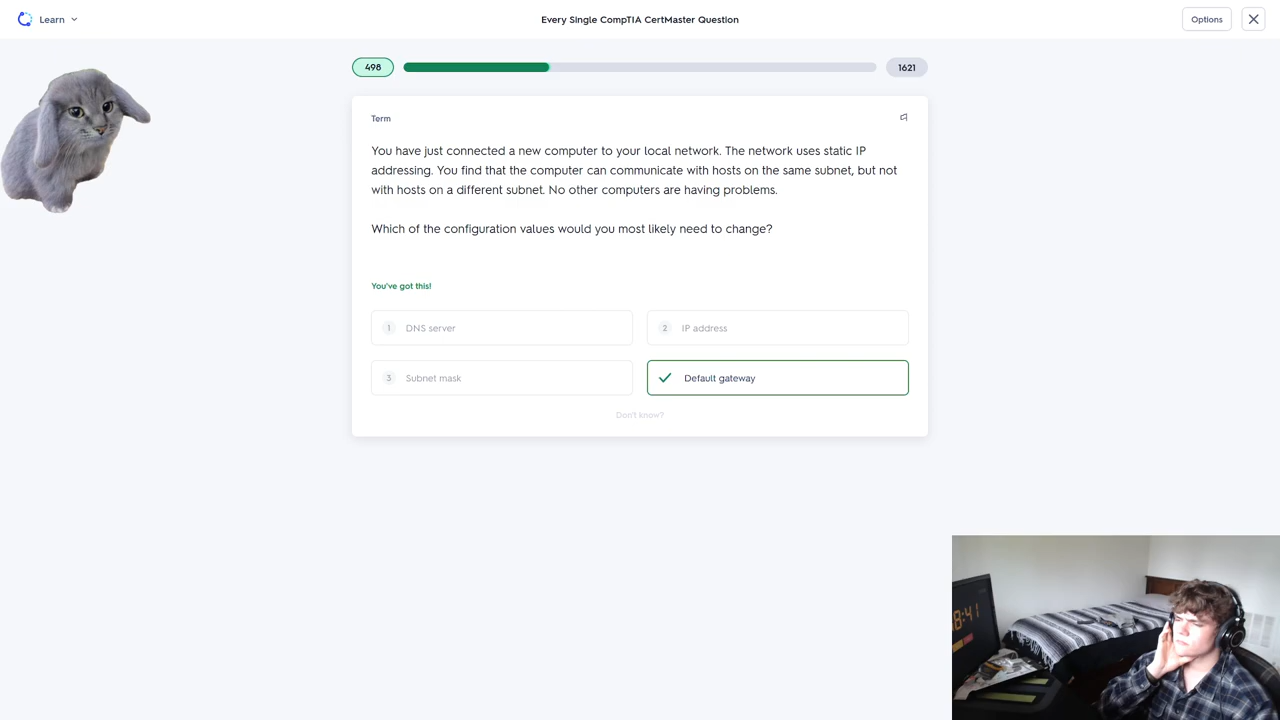 Learn
Every Single CompTIA CertMaster Question
Options
498
1621
Term
You have just connected a new computer to your local network. The network uses static IP
addressing. You find that the computer can communicate with hosts on the same subnet, but not
with hosts on a different subnet. No other computers are having problems.
Which of the configuration values would you most likely need to change?
You've got this!
1 DNS server
2 IP address
3 Subnet mask
Default gateway
Don't know?
8:41